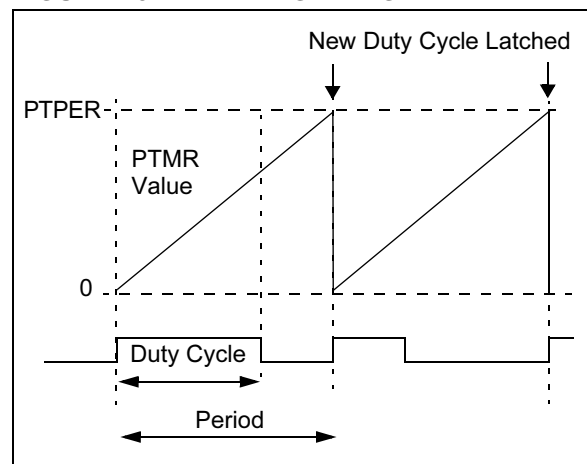 New Duty Cycle Latched
PTPER
PTMR
Value
0
Duty Cycle
Period